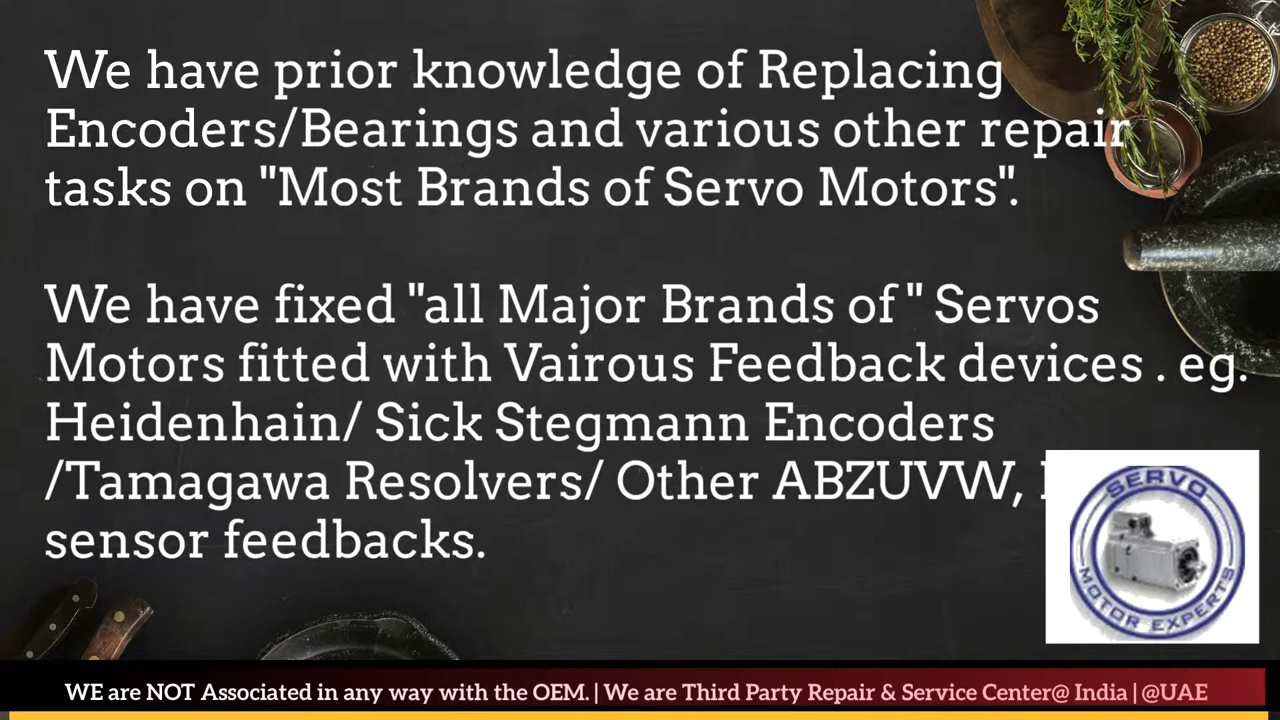 We have prior knowledge of Replacing
Encoders/Bearings and various other repair
tasks on "Most Brands of Servo Motors".
We have fixed "all Major Brands of " Servos
Motors fitted with Vairous Feedback devices . eg.
Heidenhain/ Sick Stegmann Encoders
/Tamagawa Resolvers/ Other ABZUVW,
sensor feedbacks.
SERVO
MOTOR EXPERTS
WE are NOT Associated in any way with the OEM. | We are Third Party Repair & Service Center@ India | @UAE